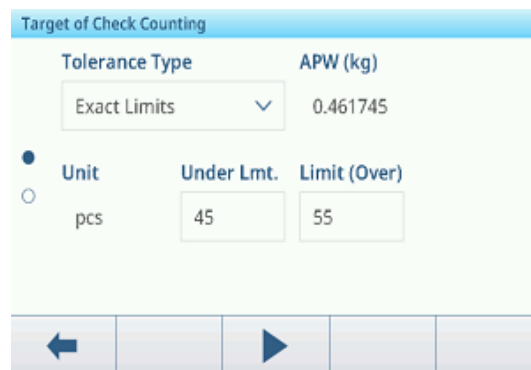 Target of Check Counting
Tolerance Type APW (kg)
Exact Limits 0.461745
Unit Under Lmt. Limit (Over)
pcs 45 55